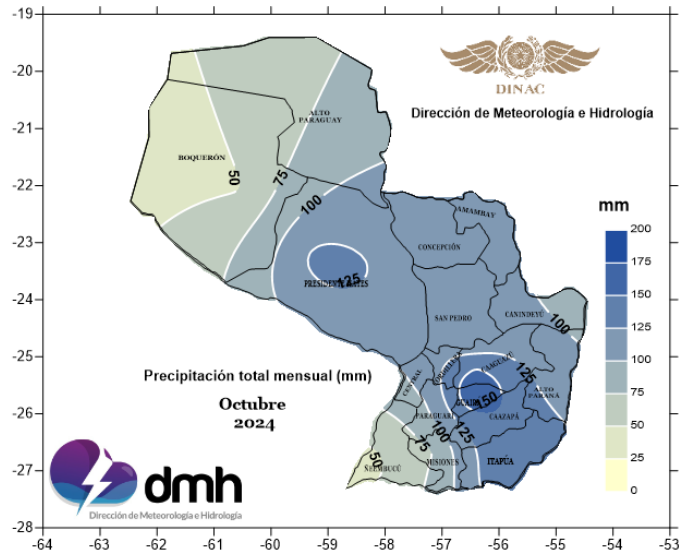 DINAC
Dirección de Meteorología e Hidrología
-19
-20
-21
-22
-23
-24
-25
-26
-27
-28
ALTO
PARAGUAY
BOQUERÓN
50
75
100
AMAMBAY
CONCEPCIÓN
125
PRESIDENTE HAYES
SAN PEDRO
CANINDEYÚ
100
CORDILLERA
CAAGUAZÚ
125
CENTRAL
ALTO
PARANÁ
GUAIRÁ
150
PARAGUARÍ
CAAZAPÁ
100
125
75
MISIONES
ITAPÚA
50
ÑEEMBUCÚ
mm
200
175
150
125
100
75
50
25
0
Precipitación total mensual (mm)
Octubre
2024
dmh
Dirección de Meteorología e Hidrología
-64
-63
-62
-61
-60
-59
-58
-57
-56
-55
-54
-53